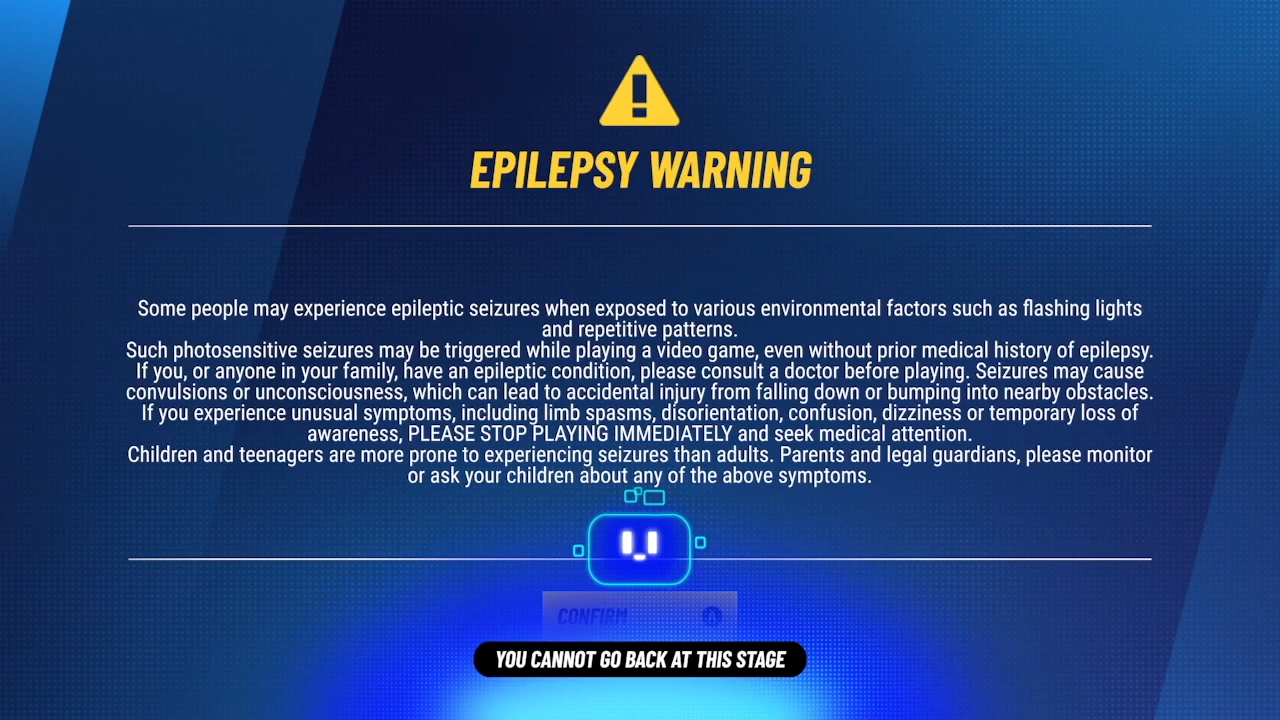 EPILEPSY WARNING
Some people may experience epileptic seizures when exposed to various environmental factors such as flashing lights
and repetitive patterns.
Such photosensitive seizures may be triggered while playing a video game, even without prior medical history of epilepsy.
If you, or anyone in your family, have an epileptic condition, please consult a doctor before playing. Seizures may cause
convulsions or unconsciousness, which can lead to accidental injury from falling down or bumping into nearby obstacles.
If you experience unusual symptoms, including limb spasms, disorientation, confusion, dizziness or temporary loss of
awareness, PLEASE STOP PLAYING IMMEDIATELY and seek medical attention.
Children and teenagers are more prone to experiencing seizures than adults. Parents and legal guardians, please monitor
or ask your children about any of the above symptoms.
CONFIRM A
YOU CANNOT GO BACK AT THIS STAGE